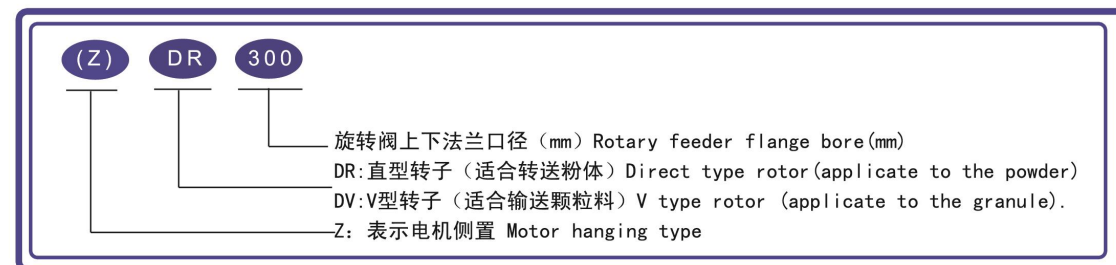 (Z) DR 300
旋转阀上下法兰口径（mm）Rotary feeder flange bore(mm)
DR:直型转子（适合转送粉体）Direct type rotor(applicate to the powder)
DV:V型转子（适合输送颗粒料）V type rotor (applicate to the granule).
Z：表示电机侧置 Motor hanging type